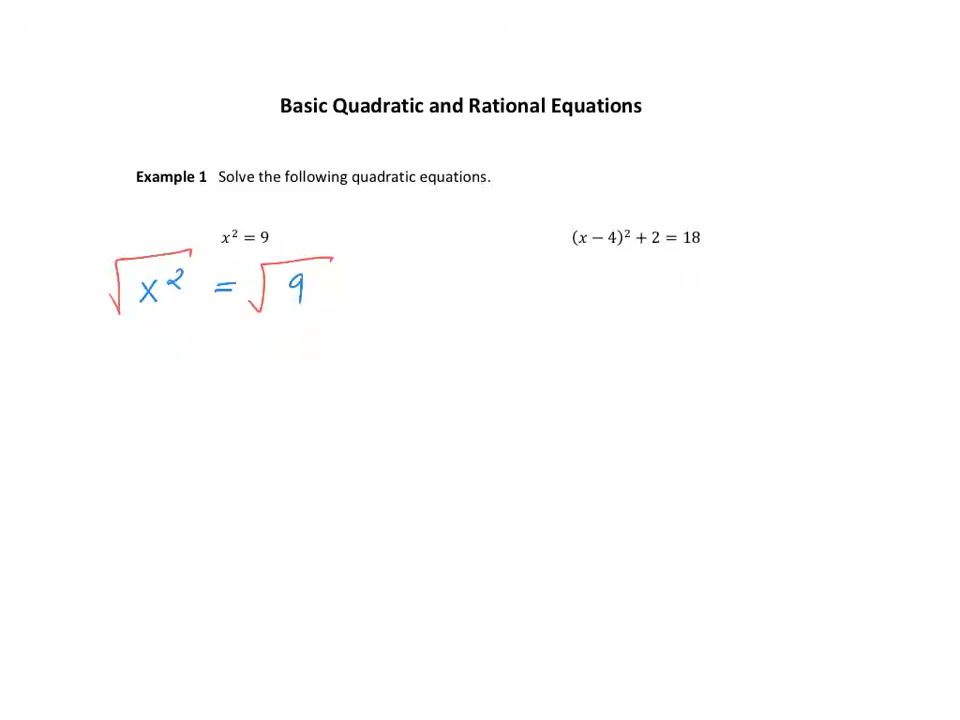 Basic Quadratic and Rational Equations
Example 1 Solve the following quadratic equations.
x² = 9
(x − 4)² + 2 = 18
√x² = √9